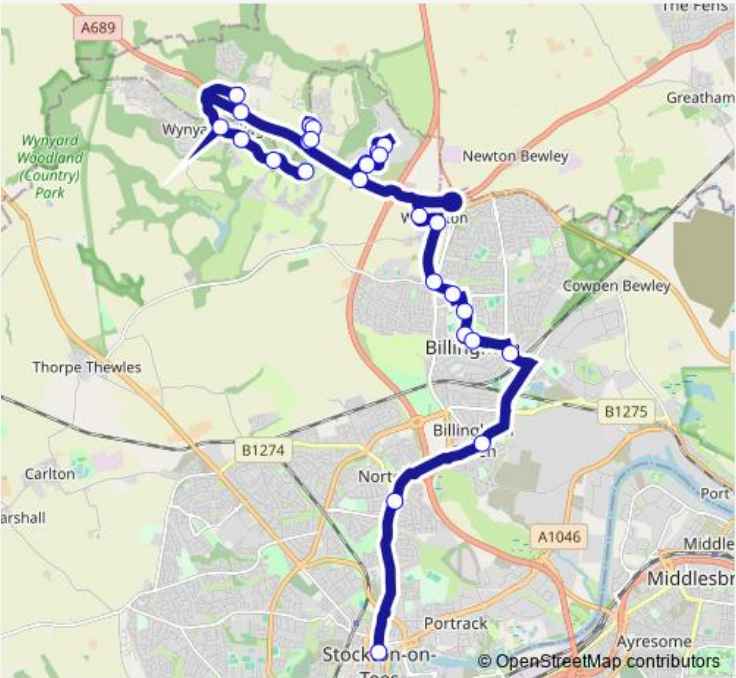 The Fens
A689
Greatham
Newton Bewley
Wynyard
Woodland
(Country)
Park
Cowpen Bewley
Thorpe Thewles
B1275
B1274
Carlton
arshall
Port
A1046
Middle
Middlesbr
Portrack
Ayresome
© OpenStreetMap contributors